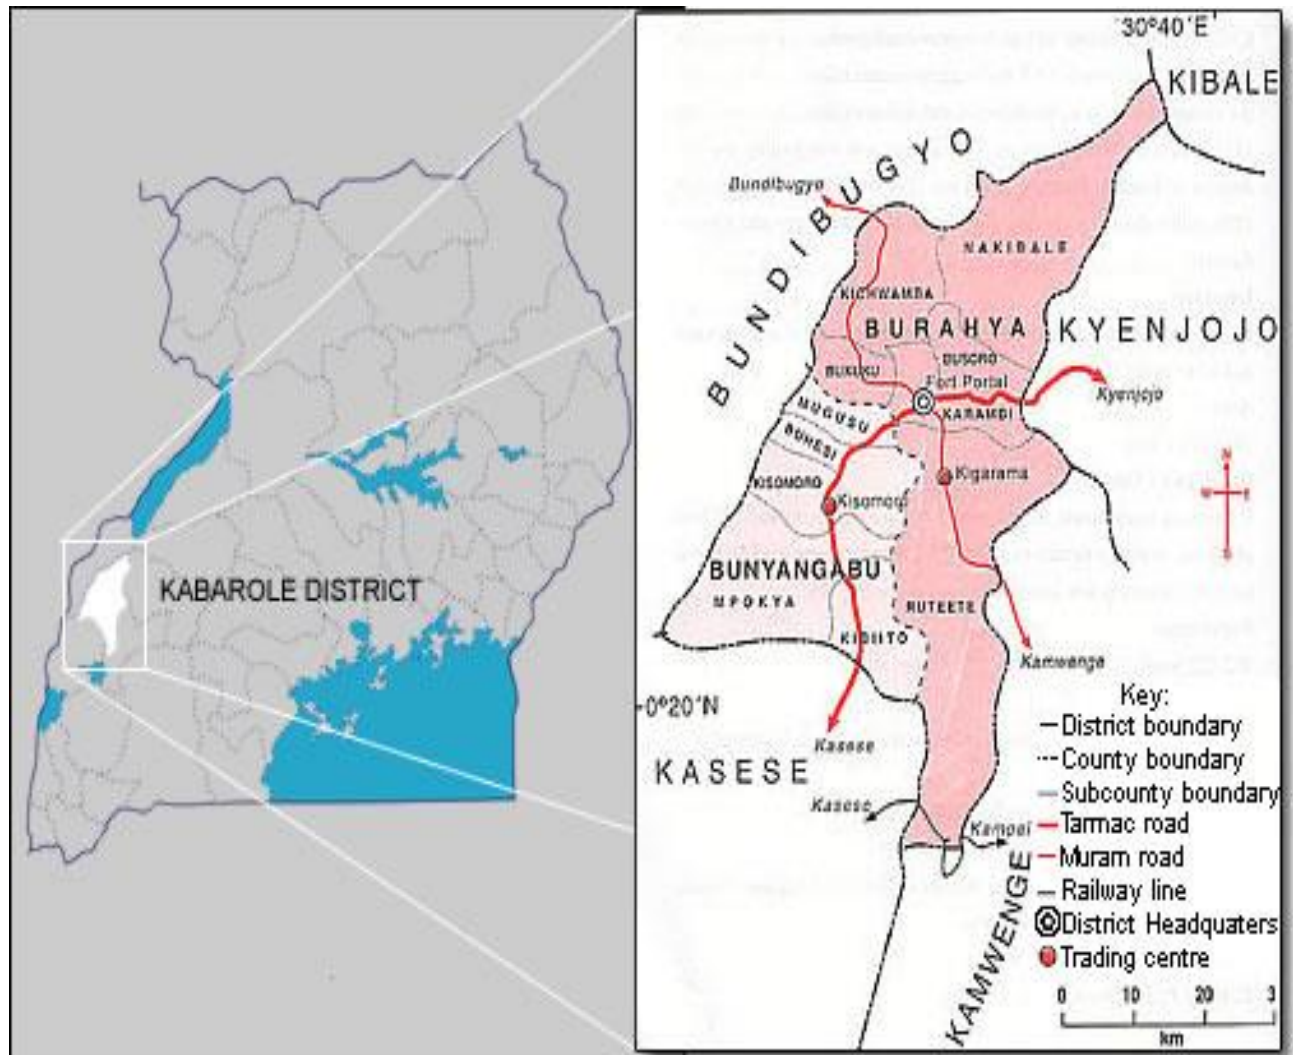 KABAROLE DISTRICT
30°40'E
KIBALE
BUNDIBUGYO
Bundibugyo
NAKIBALE
KICHWAMBA
BURAHYA
KYENJOJO
BUSORO
BUKUKU
Fort Portal
Kyenjojo
MUGUSU
KARAMBI
BUHESI
N
KISOMORO
Kigarama
W E
Kisomoro
S
BUNYANGABU
MPOKYA
RUTEETE
KIBIITO
Kamwenge
0°20'N
Kasese
KASESE
Kasese
KAMWENGE
Key:
District boundary
County boundary
Subcounty boundary
Tarmac road
Muram road
Railway line
District Headquaters
Trading centre
0 10 20 3
km